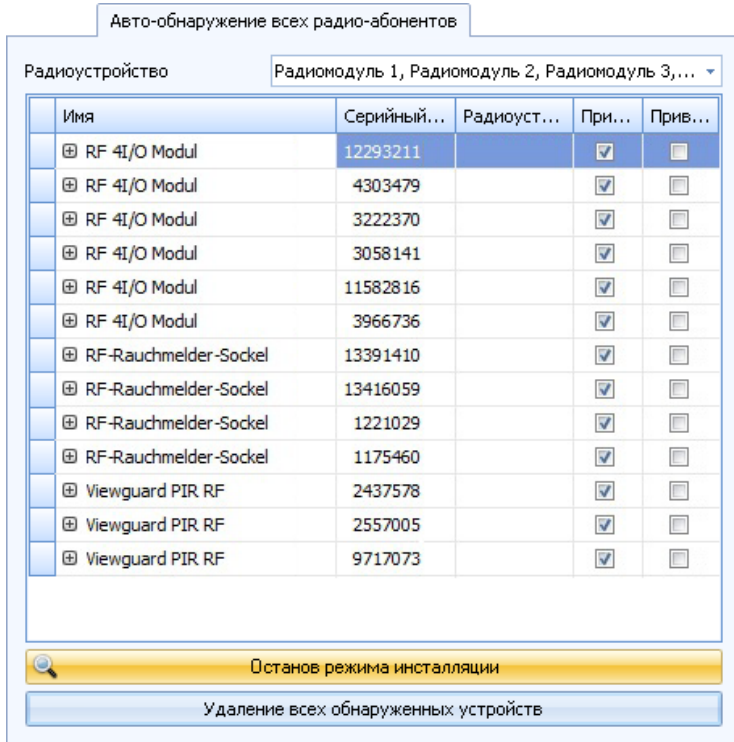 Авто-обнаружение всех радио-абонентов
Радиоустройство Радиомодуль 1, Радиомодуль 2, Радиомодуль 3,...
Имя Серийный... Радиоуст... При... Прив...
RF 4I/O Modul 12293211
RF 4I/O Modul 4303479
RF 4I/O Modul 3222370
RF 4I/O Modul 3058141
RF 4I/O Modul 11582816
RF 4I/O Modul 3966736
RF-Rauchmelder-Sockel 13391410
RF-Rauchmelder-Sockel 13416059
RF-Rauchmelder-Sockel 1221029
RF-Rauchmelder-Sockel 1175460
Viewguard PIR RF 2437578
Viewguard PIR RF 2557005
Viewguard PIR RF 9717073
Останов режима инсталляции
Удаление всех обнаруженных устройств